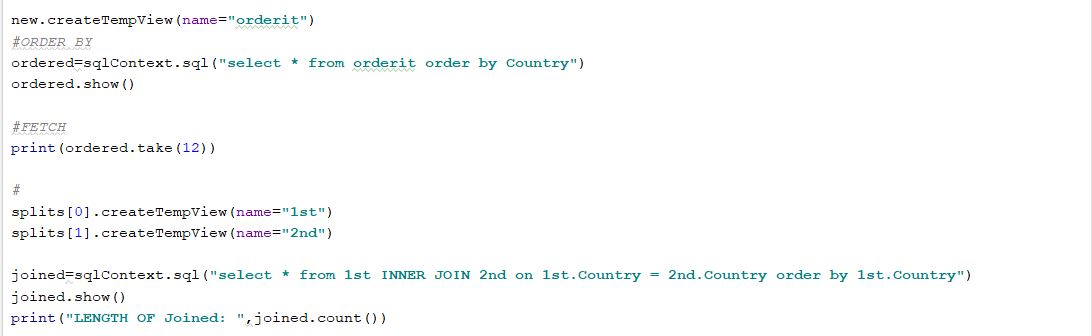 new.createTempView(name="orderit")
#ORDER BY
ordered=sqlContext.sql("select * from orderit order by Country")
ordered.show()
#FETCH
print(ordered.take(12))
#
splits[0].createTempView(name="1st")
splits[1].createTempView(name="2nd")
joined=sqlContext.sql("select * from 1st INNER JOIN 2nd on 1st.Country = 2nd.Country order by 1st.Country")
joined.show()
print("LENGTH OF Joined: ",joined.count())